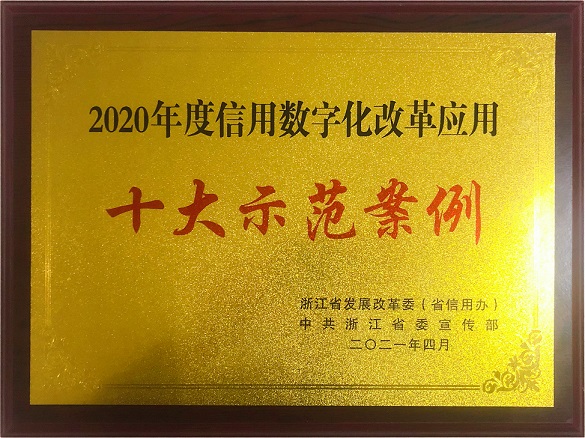 2020年度信用数字化改革应用
十大示范案例
浙江省发展改革委（省信用办）
中共浙江省委宣传部
二〇二一年四月